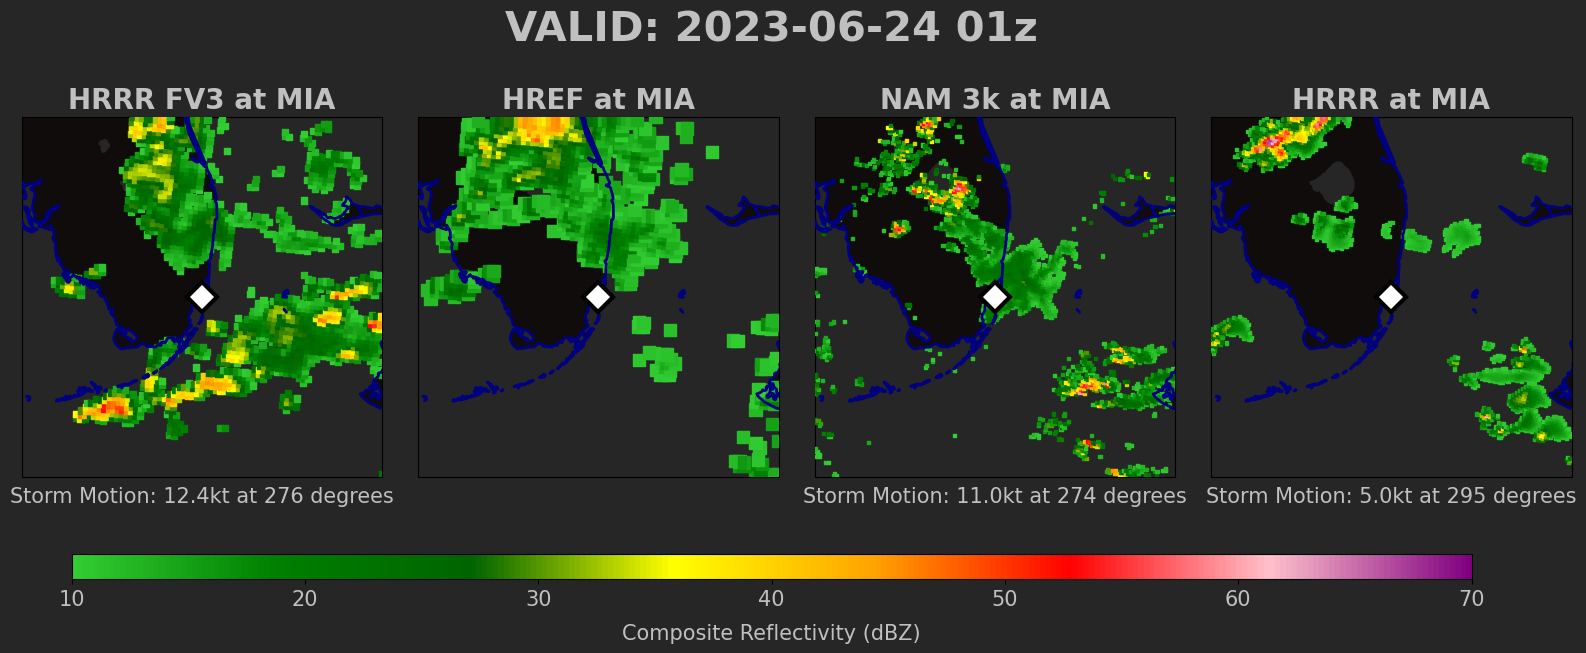 VALID: 2023-06-24 01z
HRRR FV3 at MIA
HREF at MIA
NAM 3k at MIA
HRRR at MIA
Storm Motion: 12.4kt at 276 degrees
Storm Motion: 11.0kt at 274 degrees
Storm Motion: 5.0kt at 295 degrees
10 20 30 40 50 60 70
Composite Reflectivity (dBZ)